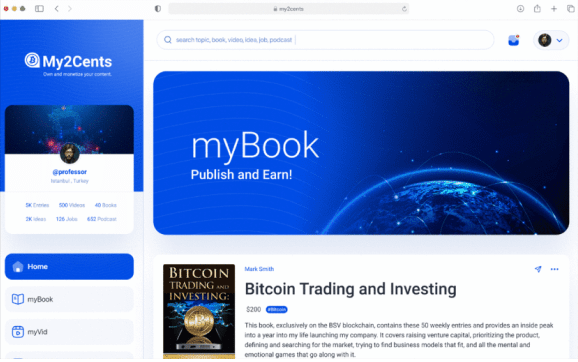 my2cents
search topic, book, video, idea, job, podcast
My2Cents
Own and monetize your content.
@professor
Istanbul, Turkey
5K Entries 500 Videos 40 Books
2K Ideas 126 Jobs 632 Podcast
Home
myBook
myVid
myBook
Publish and Earn!
BITCOIN
TRADING AND
INVESTING:
Mark Smith
Bitcoin Trading and Investing
$200 #Bitcoin
This book, exclusively on the BSV blockchain, contains these 50 weekly entries and provides an inside peak
into a year into my life launching my company. It covers raising venture capital, prioritizing the product,
defining and searching for the market, trying to find business models that fit, and all the mental and
emotional games that go along with it.